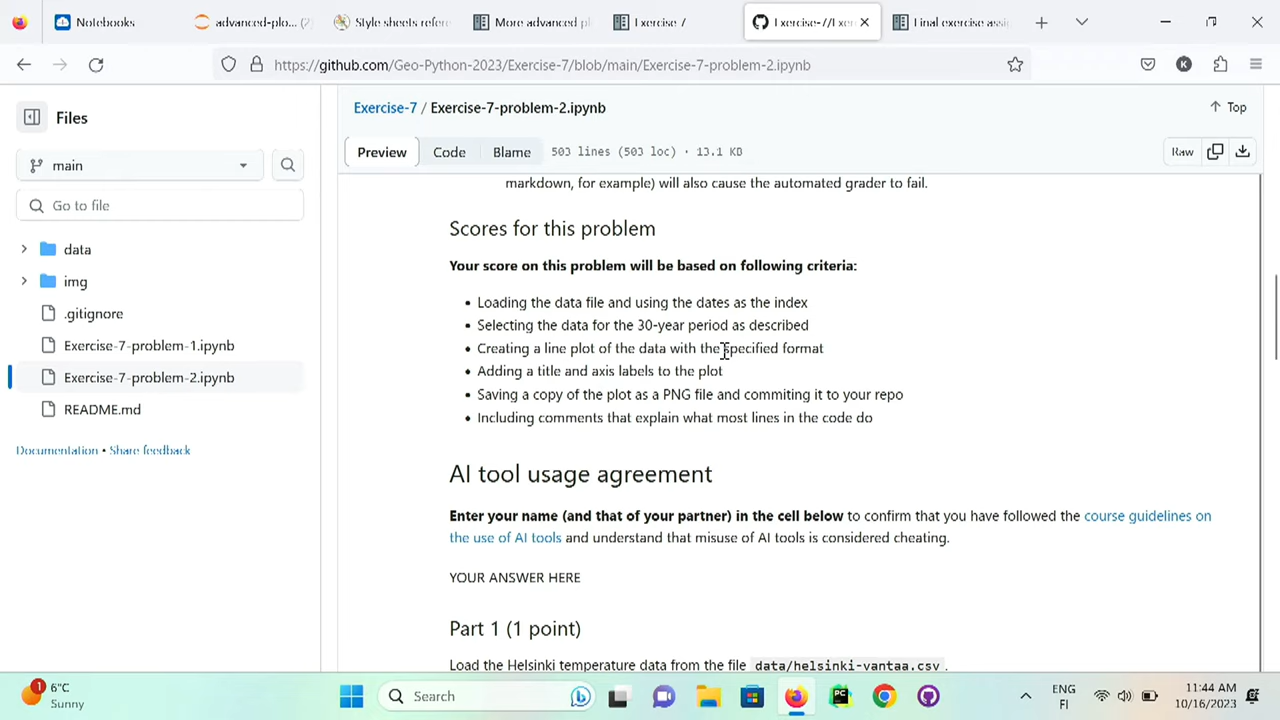 Notebooks
advanced-plo... (2)
Style sheets refere
More advanced pl
Exercise 7
Exercise-7/Exerc
Final exercise assi
https://github.com/Geo-Python-2023/Exercise-7/blob/main/Exercise-7-problem-2.ipynb
K
Files
main
Go to file
data
img
.gitignore
Exercise-7-problem-1.ipynb
Exercise-7-problem-2.ipynb
README.md
Documentation • Share feedback
Exercise-7 / Exercise-7-problem-2.ipynb
Top
Preview Code Blame 503 lines (503 loc) · 13.1 KB
Raw
markdown, for example) will also cause the automated grader to fail.
Scores for this problem
Your score on this problem will be based on following criteria:
• Loading the data file and using the dates as the index
• Selecting the data for the 30-year period as described
• Creating a line plot of the data with the specified format
• Adding a title and axis labels to the plot
• Saving a copy of the plot as a PNG file and commiting it to your repo
• Including comments that explain what most lines in the code do
AI tool usage agreement
Enter your name (and that of your partner) in the cell below to confirm that you have followed the course guidelines on
the use of AI tools and understand that misuse of AI tools is considered cheating.
YOUR ANSWER HERE
Part 1 (1 point)
Load the Helsinki temperature data from the file data/helsinki-vantaa.csv .
1
6°C
Sunny
Search
PC
ENG
FI
11:44 AM
10/16/2023